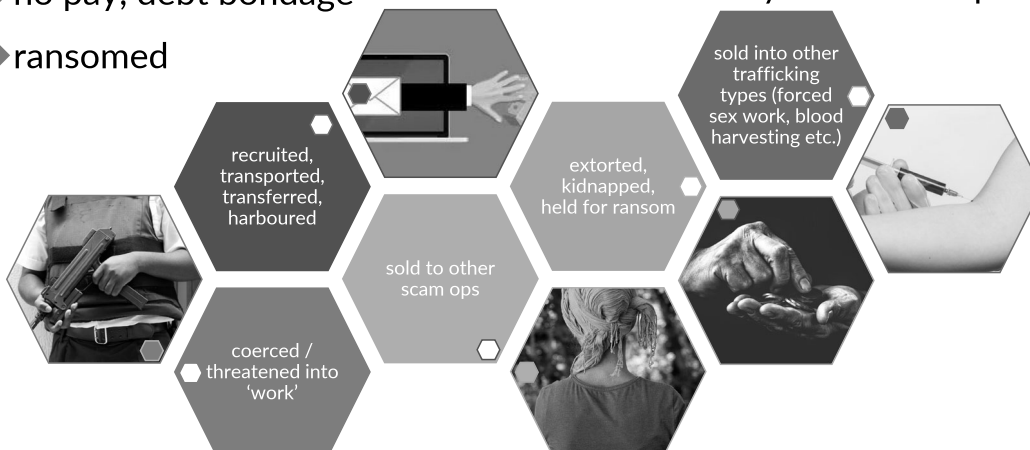 no pay, debt bondage
ransomed
recruited,
transported,
transferred,
harboured
coerced /
threatened into
‘work’
sold to other
scam ops
extorted,
kidnapped,
held for ransom
sold into other
trafficking
types (forced
sex work, blood
harvesting etc.)